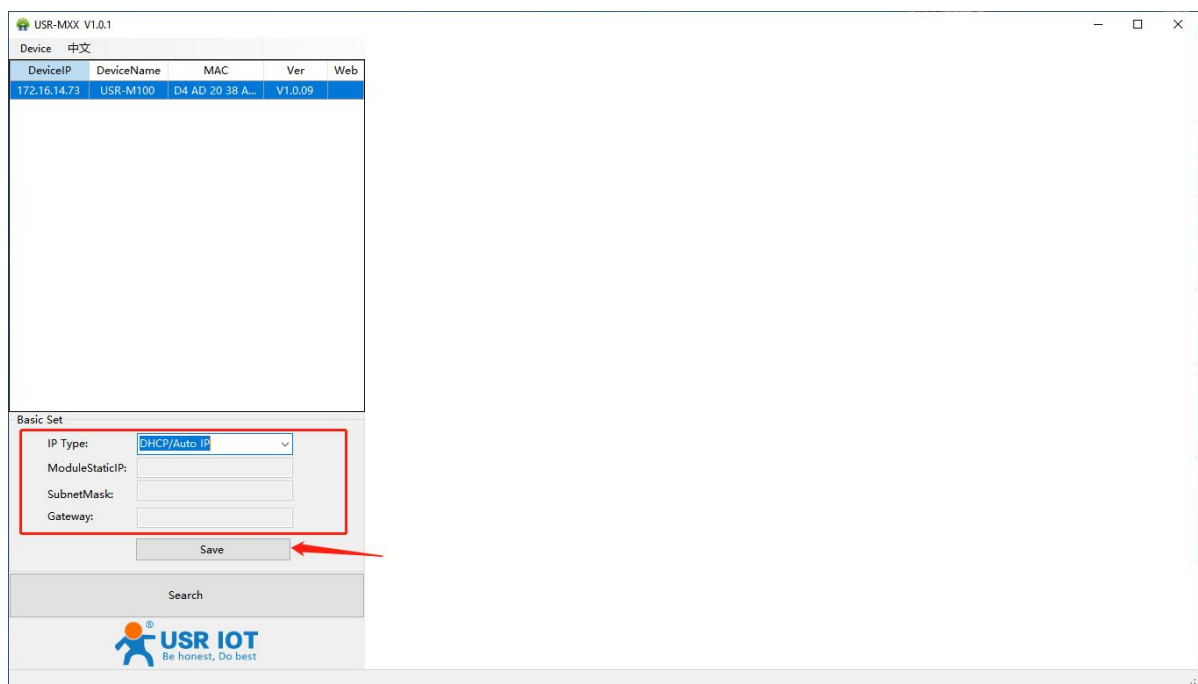 USR-MXX V1.0.1
Device 中文
DeviceIP DeviceName MAC Ver Web
172.16.14.73 USR-M100 D4 AD 20 38 A... V1.0.09
Basic Set
IP Type: DHCP/Auto IP
ModuleStaticIP:
SubnetMask:
Gateway:
Save
Search
®
USR IOT
Be honest, Do best